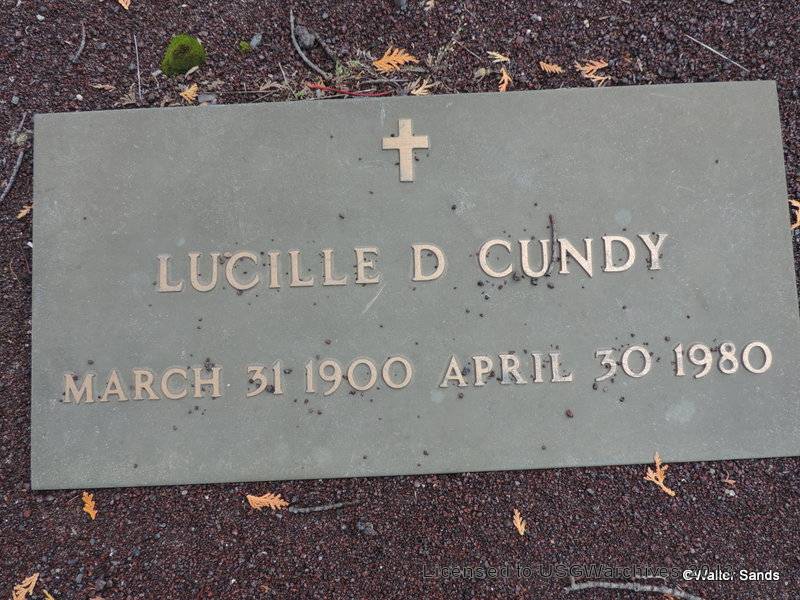 LUCILLE D CUNDY
MARCH 31 1900 APRIL 30 1980
Licensed to USGWarchives
©Walter Sands